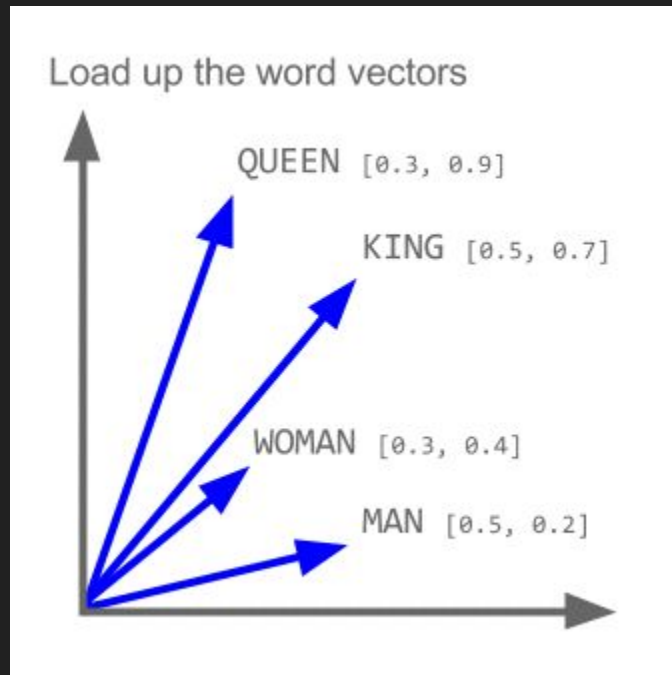 Load up the word vectors
QUEEN [0.3, 0.9]
KING [0.5, 0.7]
WOMAN [0.3, 0.4]
MAN [0.5, 0.2]